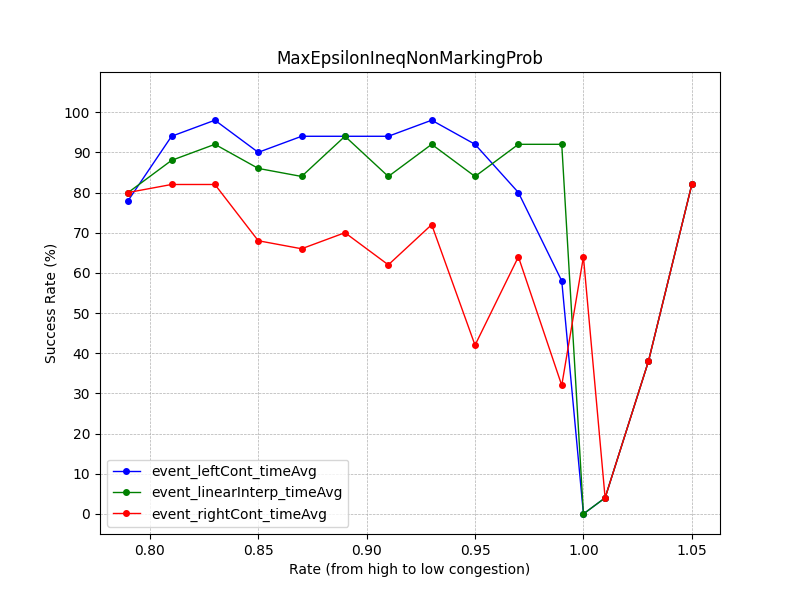 MaxEpsilonIneqNonMarkingProb
Success Rate (%)
100
90
80
70
60
50
40
30
20
10
0
event_leftCont_timeAvg
event_linearInterp_timeAvg
event_rightCont_timeAvg
0.80 0.85 0.90 0.95 1.00 1.05
Rate (from high to low congestion)